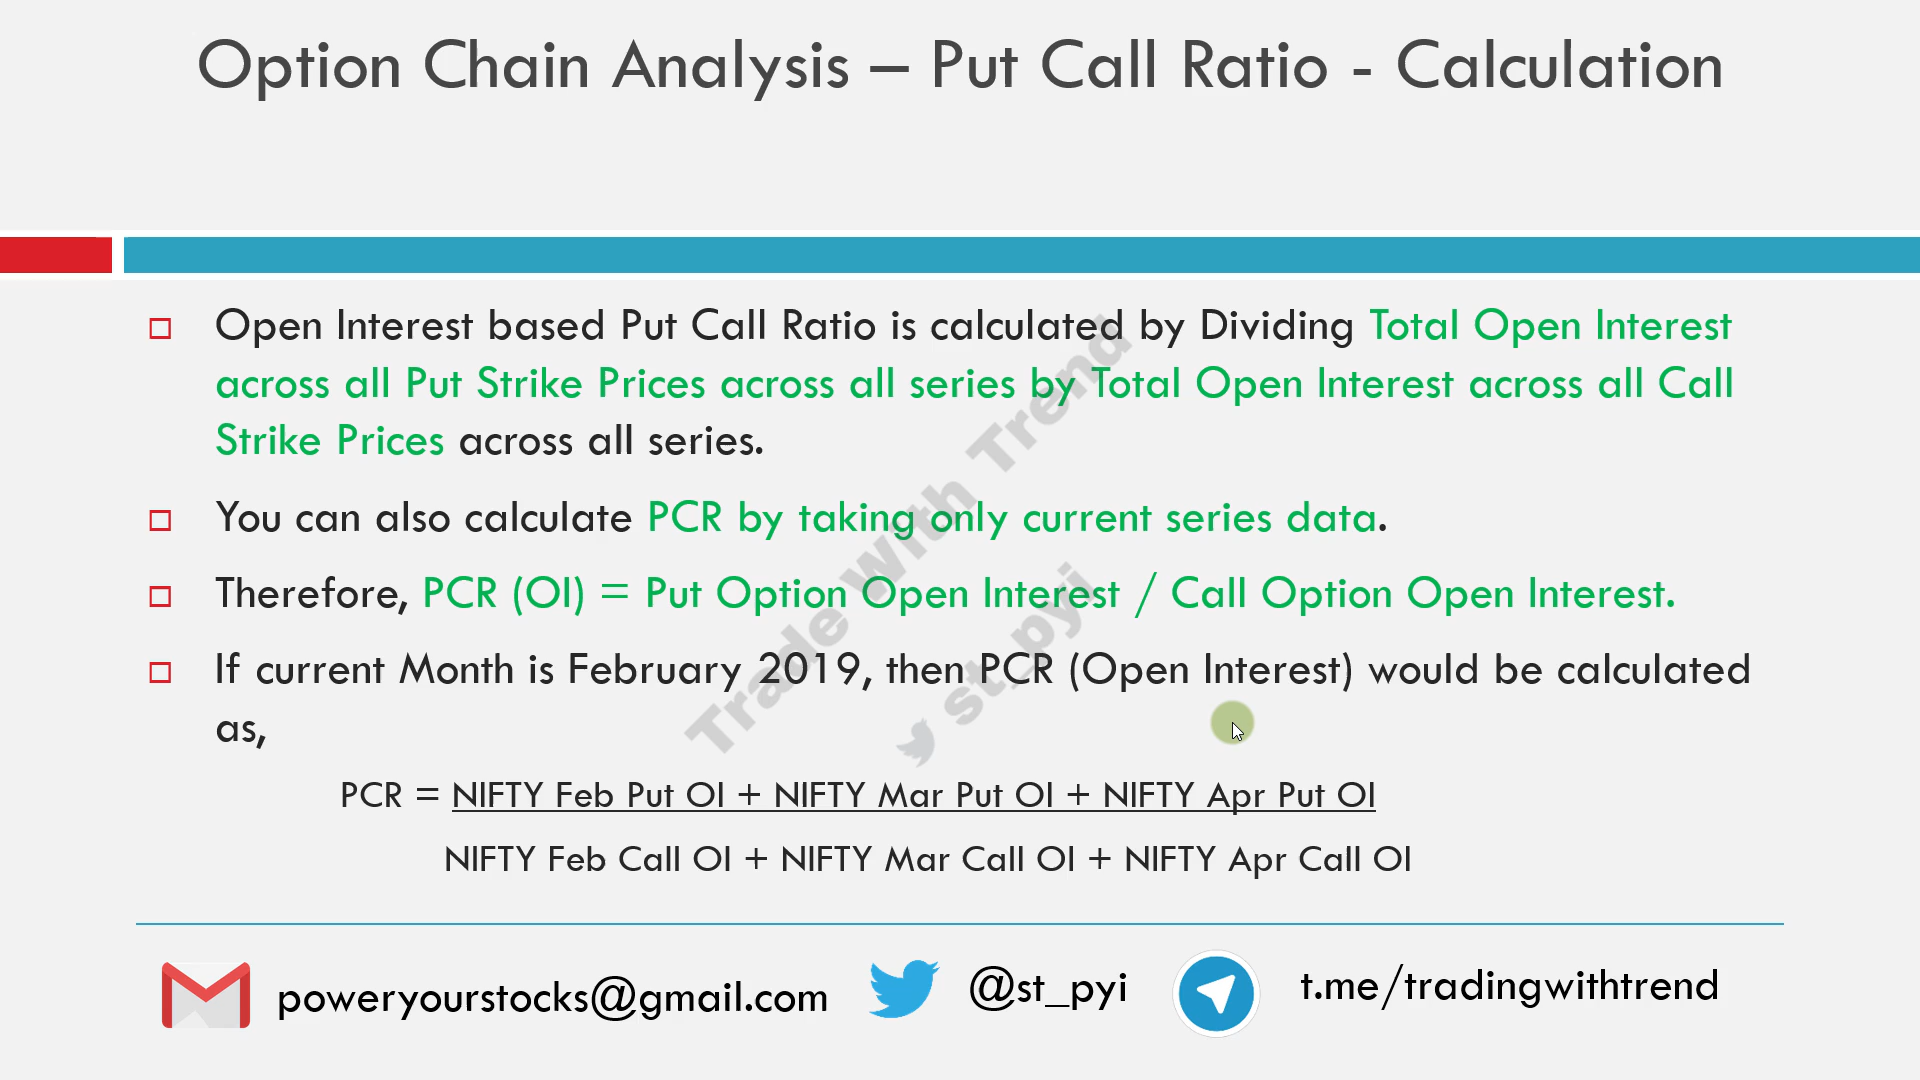 Option Chain Analysis – Put Call Ratio - Calculation
Open Interest based Put Call Ratio is calculated by Dividing Total Open Interest
across all Put Strike Prices across all series by Total Open Interest across all Call
Strike Prices across all series.
You can also calculate PCR by taking only current series data.
Therefore, PCR (OI) = Put Option Open Interest / Call Option Open Interest.
If current Month is February 2019, then PCR (Open Interest) would be calculated
as,
PCR = NIFTY Feb Put OI + NIFTY Mar Put OI + NIFTY Apr Put OI
NIFTY Feb Call OI + NIFTY Mar Call OI + NIFTY Apr Call OI
Trade with Trend
st_pyi
poweryourstocks@gmail.com
@st_pyi
t.me/tradingwithtrend